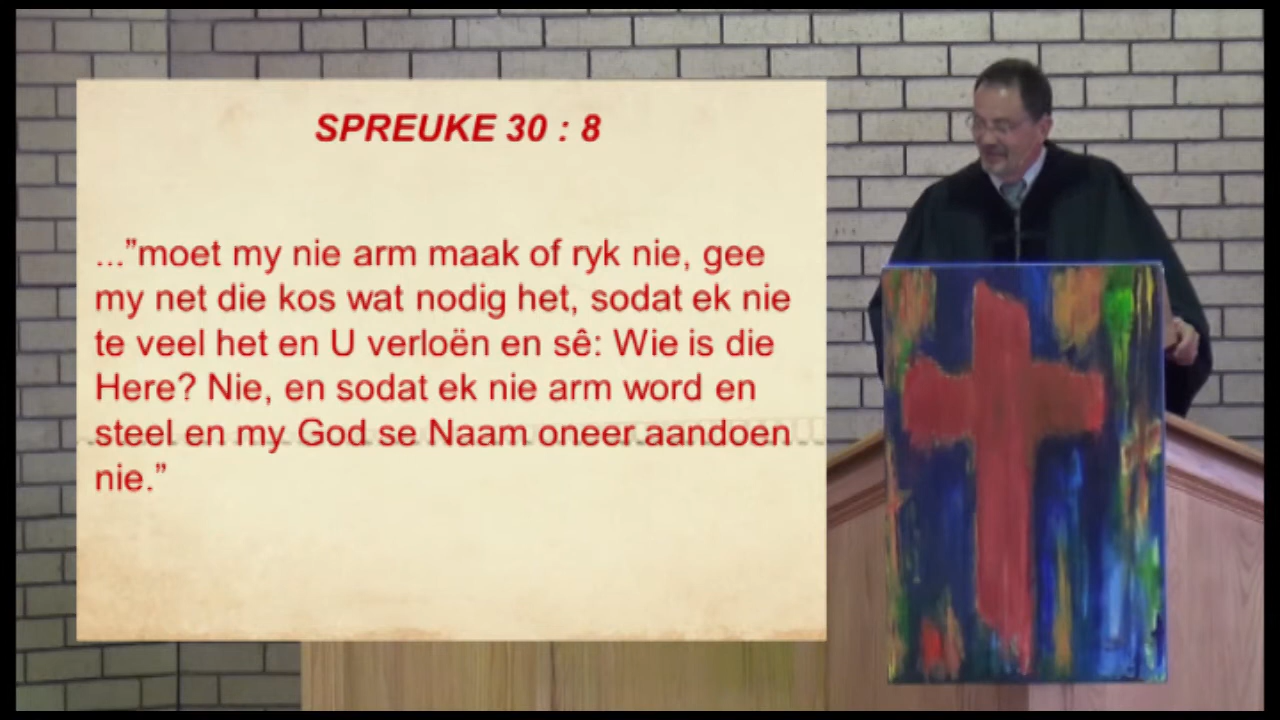 SPREUKE 30 : 8
...”moet my nie arm maak of ryk nie, gee
my net die kos wat nodig het, sodat ek nie
te veel het en U verloën en sê: Wie is die
Here? Nie, en sodat ek nie arm word en
steel en my God se Naam oneer aandoen
nie.”